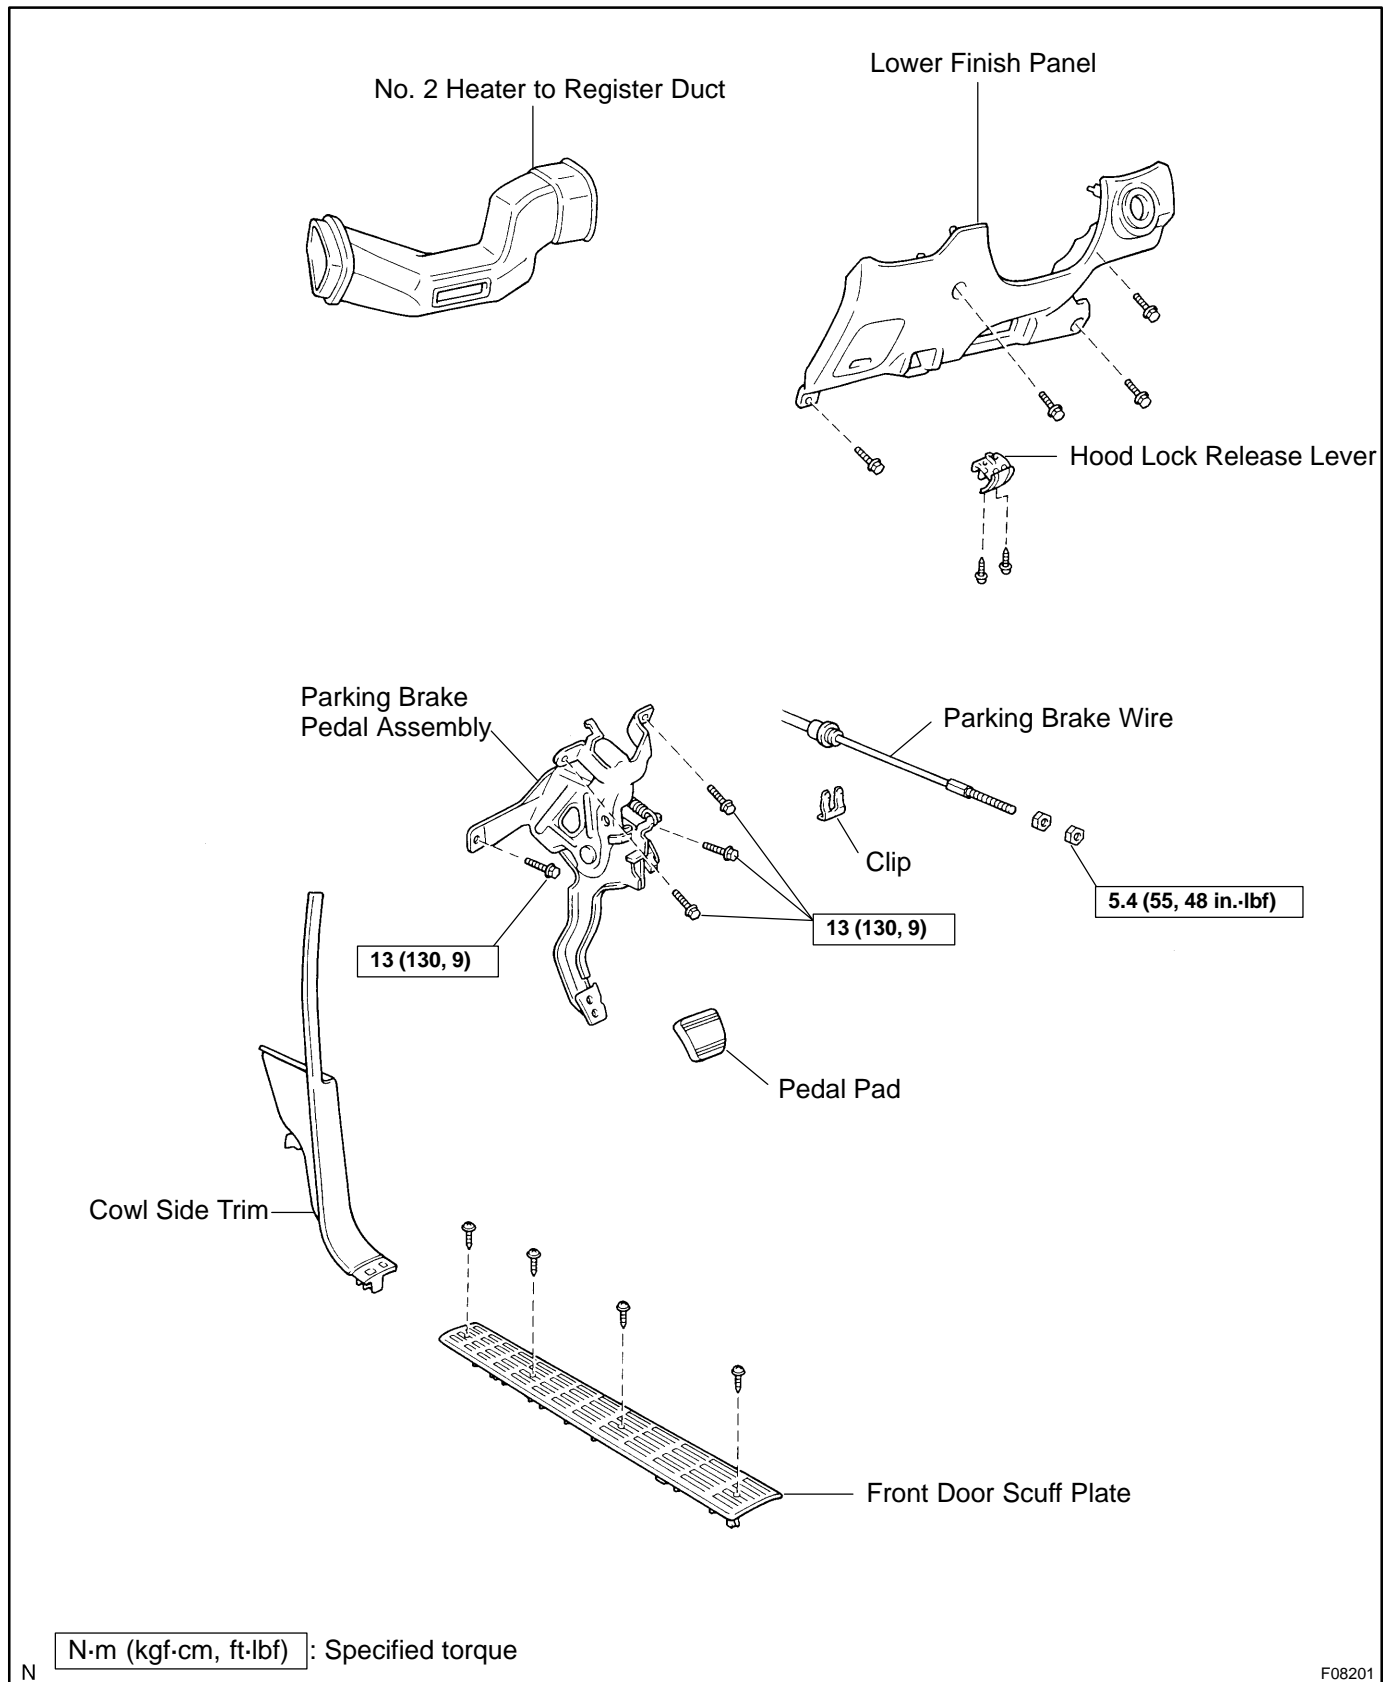 Lower Finish Panel
No. 2 Heater to Register Duct
Hood Lock Release Lever
Parking Brake
Pedal Assembly
Parking Brake Wire
Clip
5.4 (55, 48 in.·lbf)
13 (130, 9)
13 (130, 9)
Pedal Pad
Cowl Side Trim
Front Door Scuff Plate
N·m (kgf·cm, ft·lbf) : Specified torque
N
F08201